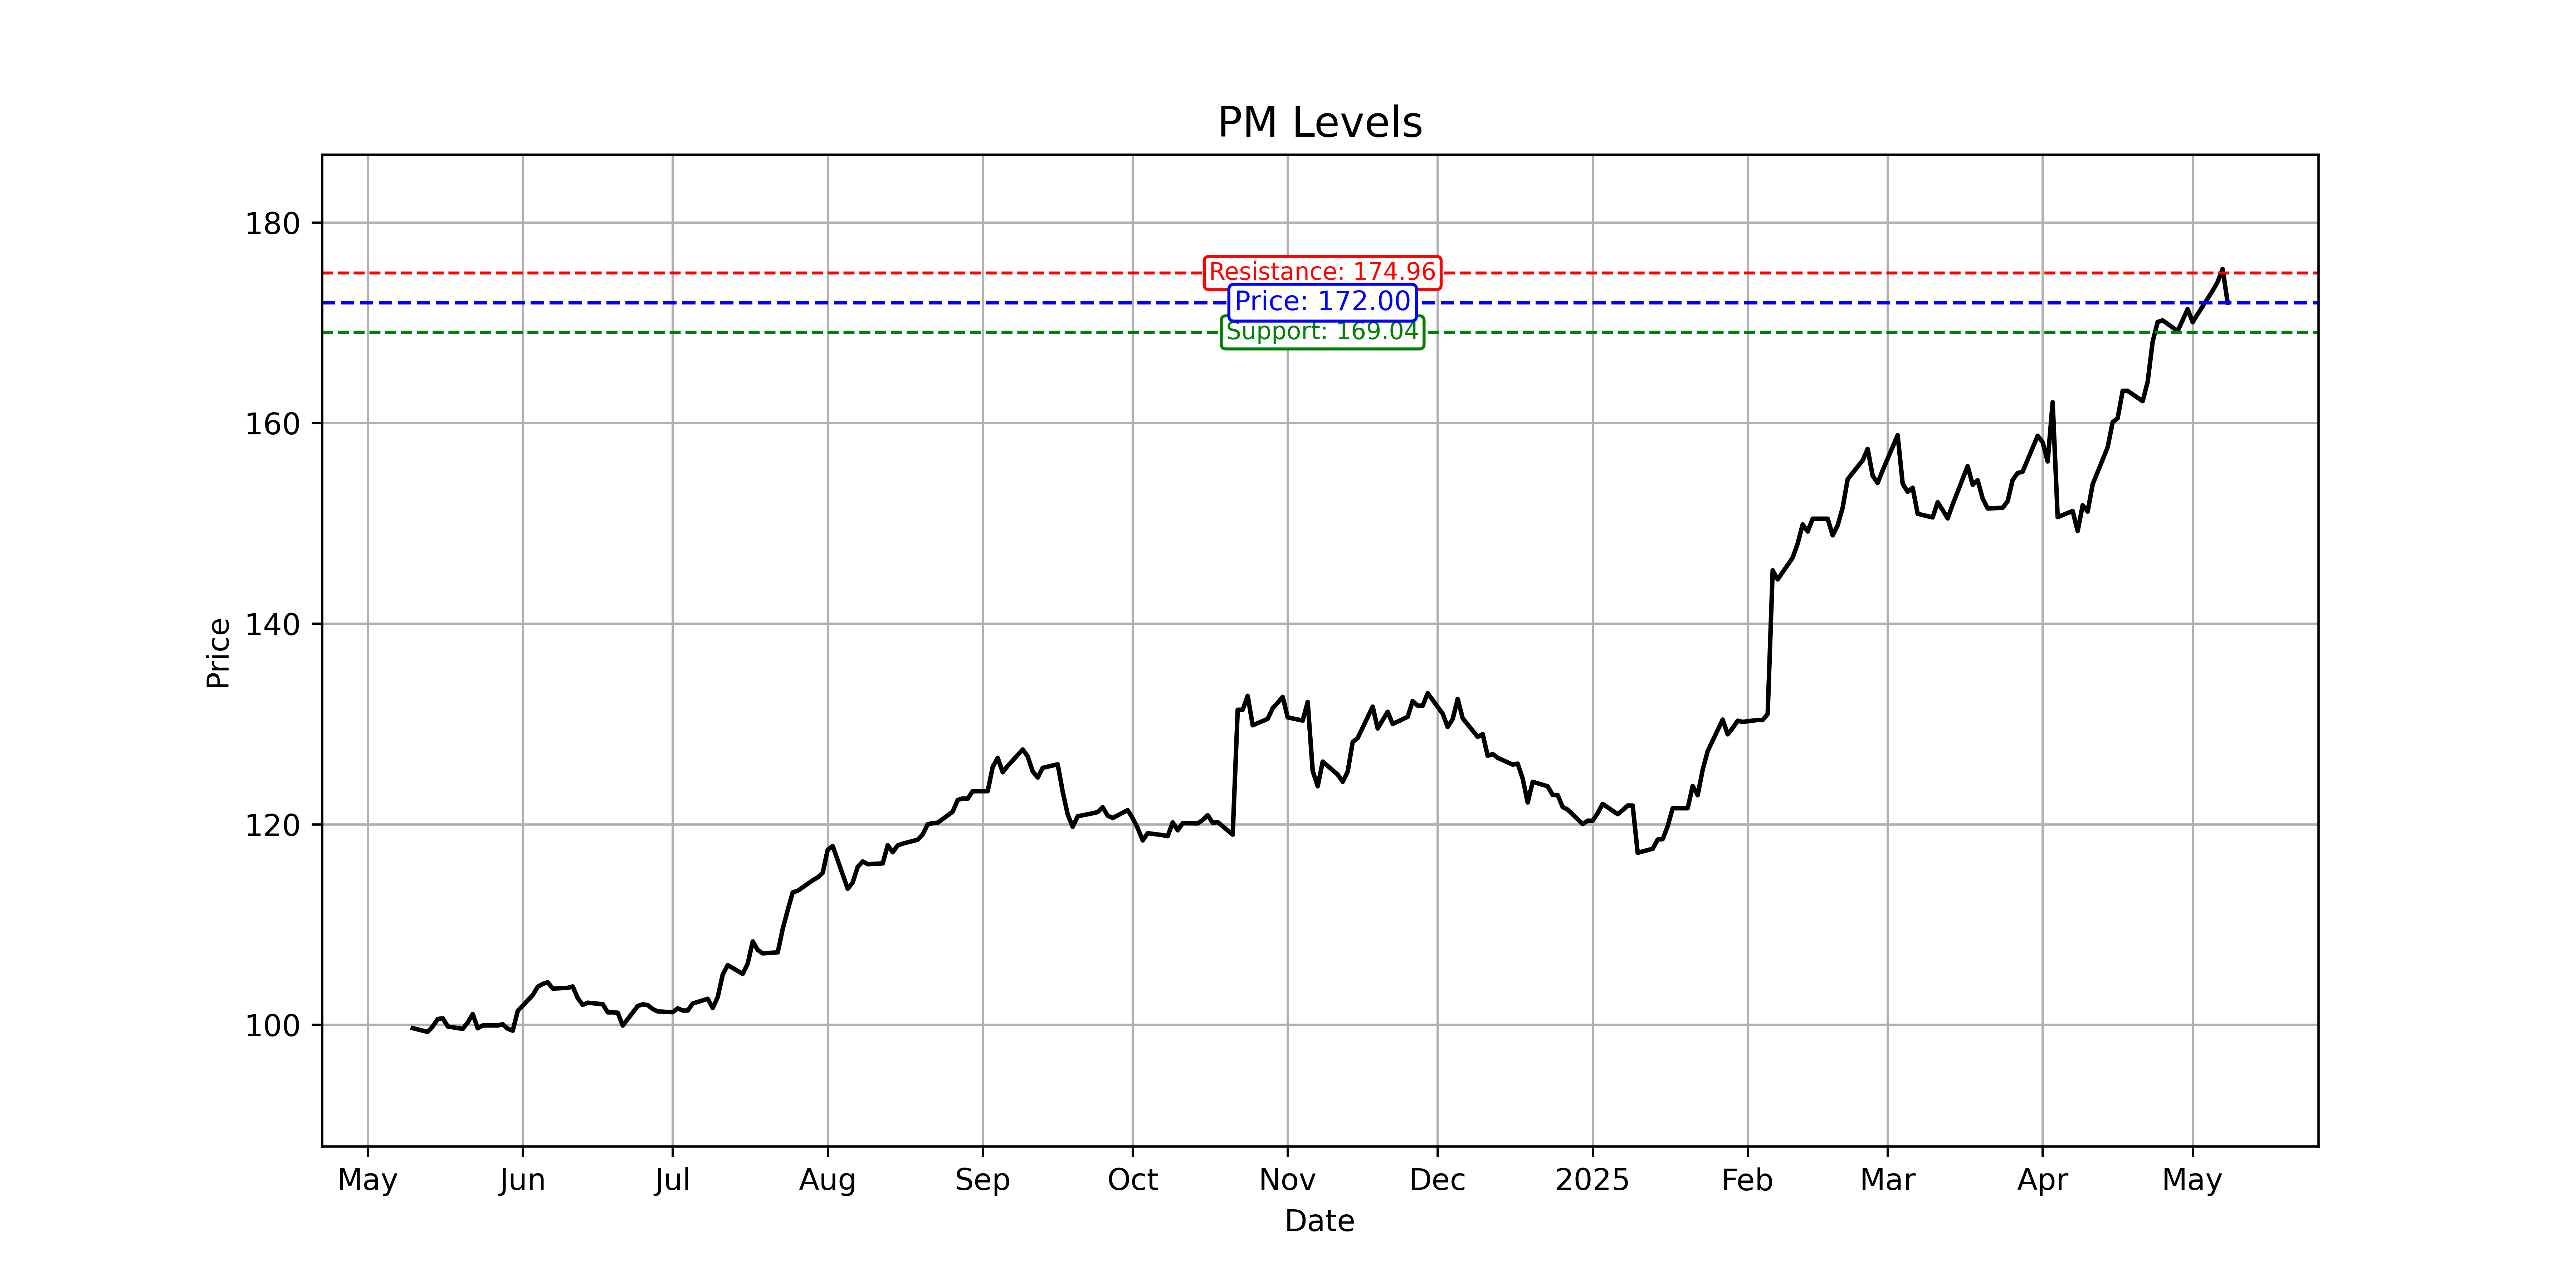 PM Levels
180
160
140
120
100
Price
Resistance: 174.96
Price: 172.00
Support: 169.04
May Jun Jul Aug Sep Oct Nov Dec 2025 Feb Mar Apr May
Date